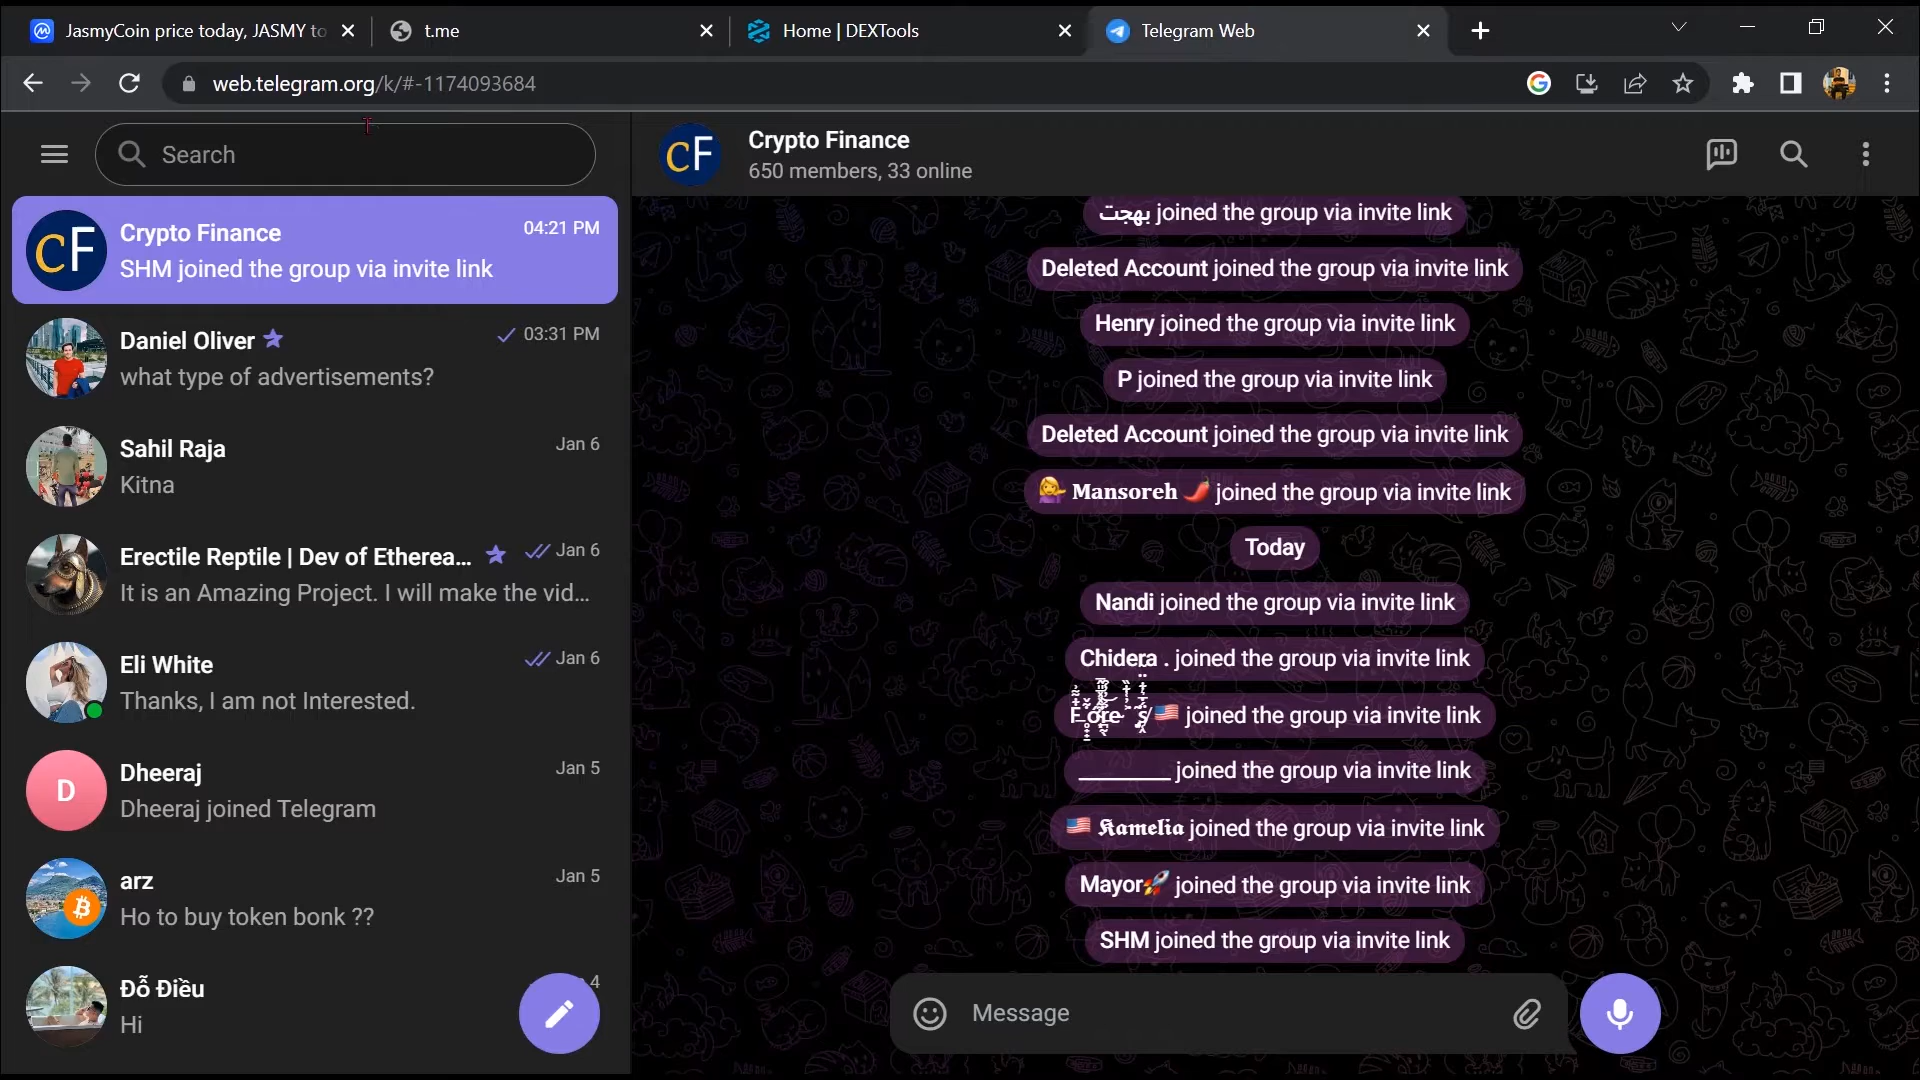 JasmyCoin price today, JASMY to
t.me
Home | DEXTools
Telegram Web
web.telegram.org/k/#-1174093684
Search
CF
Crypto Finance
650 members, 33 online
CF
Crypto Finance
04:21 PM
SHM joined the group via invite link
Daniel Oliver
03:31 PM
what type of advertisements?
Sahil Raja
Jan 6
Kitna
Erectile Reptile | Dev of Etherea...
Jan 6
It is an Amazing Project. I will make the vid...
Eli White
Jan 6
Thanks, I am not Interested.
D
Dheeraj
Jan 5
Dheeraj joined Telegram
arz
Jan 5
Ho to buy token bonk ??
Đỗ Điều
4
Hi
بهجت joined the group via invite link
Deleted Account joined the group via invite link
Henry joined the group via invite link
P joined the group via invite link
Deleted Account joined the group via invite link
💁‍♀️ 𝐌𝐚𝐧𝐬𝐨𝐫𝐞𝐡 🌶️ joined the group via invite link
Today
Nandi joined the group via invite link
Chidera . joined the group via invite link
🇺🇸 joined the group via invite link
_________ joined the group via invite link
🇺🇸 𝕶𝖆𝖒𝖊𝖑𝖎𝖆 joined the group via invite link
Mayor🚀 joined the group via invite link
SHM joined the group via invite link
Message